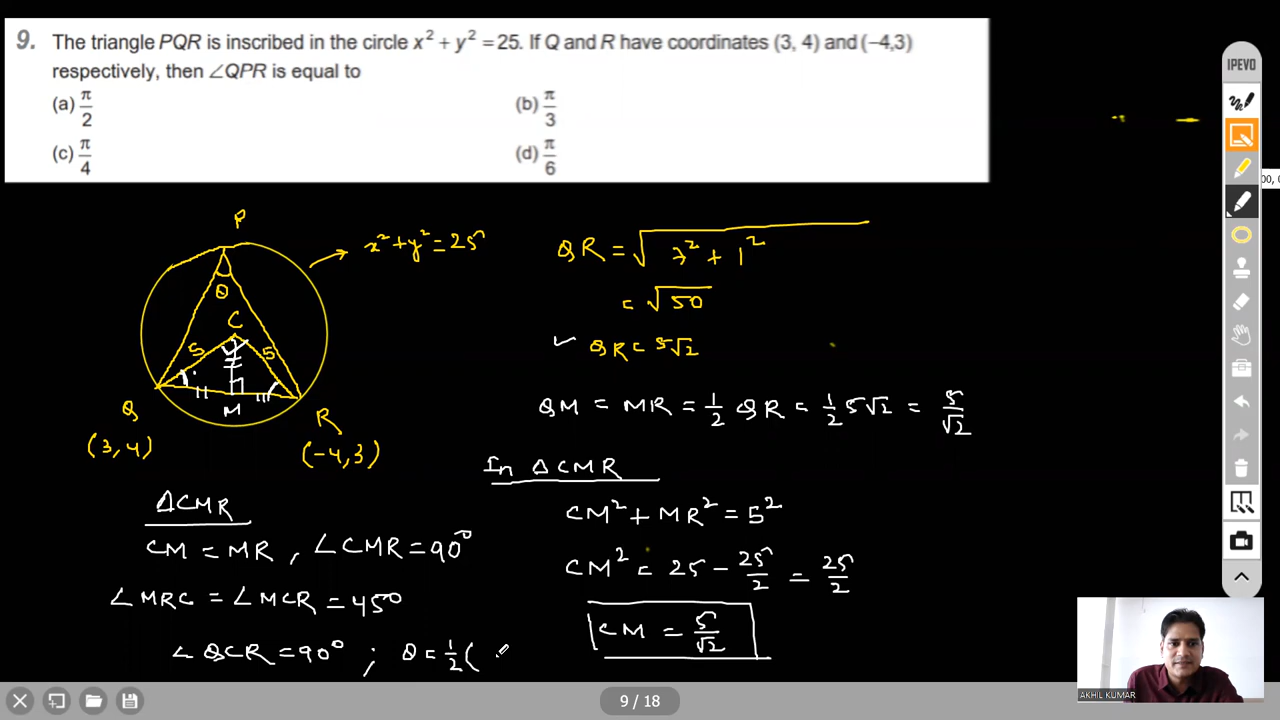 9. The triangle PQR is inscribed in the circle x² + y² = 25. If Q and R have coordinates (3, 4) and (–4,3)
respectively, then ∠QPR is equal to
(a) π/2
(b) π/3
(c) π/4
(d) π/6
IPEVO
00, 0
P
x² + y² = 25
θ
C
5
5
M
Q
R
(3, 4)
(-4, 3)
QR = √(7² + 1²)
= √50
✓ QR = 5√2
QM = MR = 1/2 QR = 1/2 5√2 = 5/√2
In ΔCMR
CM² + MR² = 5²
CM² = 25 - 25/2 = 25/2
CM = 5/√2
ΔCMR
CM = MR, ∠CMR = 90°
∠MRC = ∠MCR = 45°
∠QCR = 90° ; θ = 1/2 (
AKHIL KUMAR
9 / 18